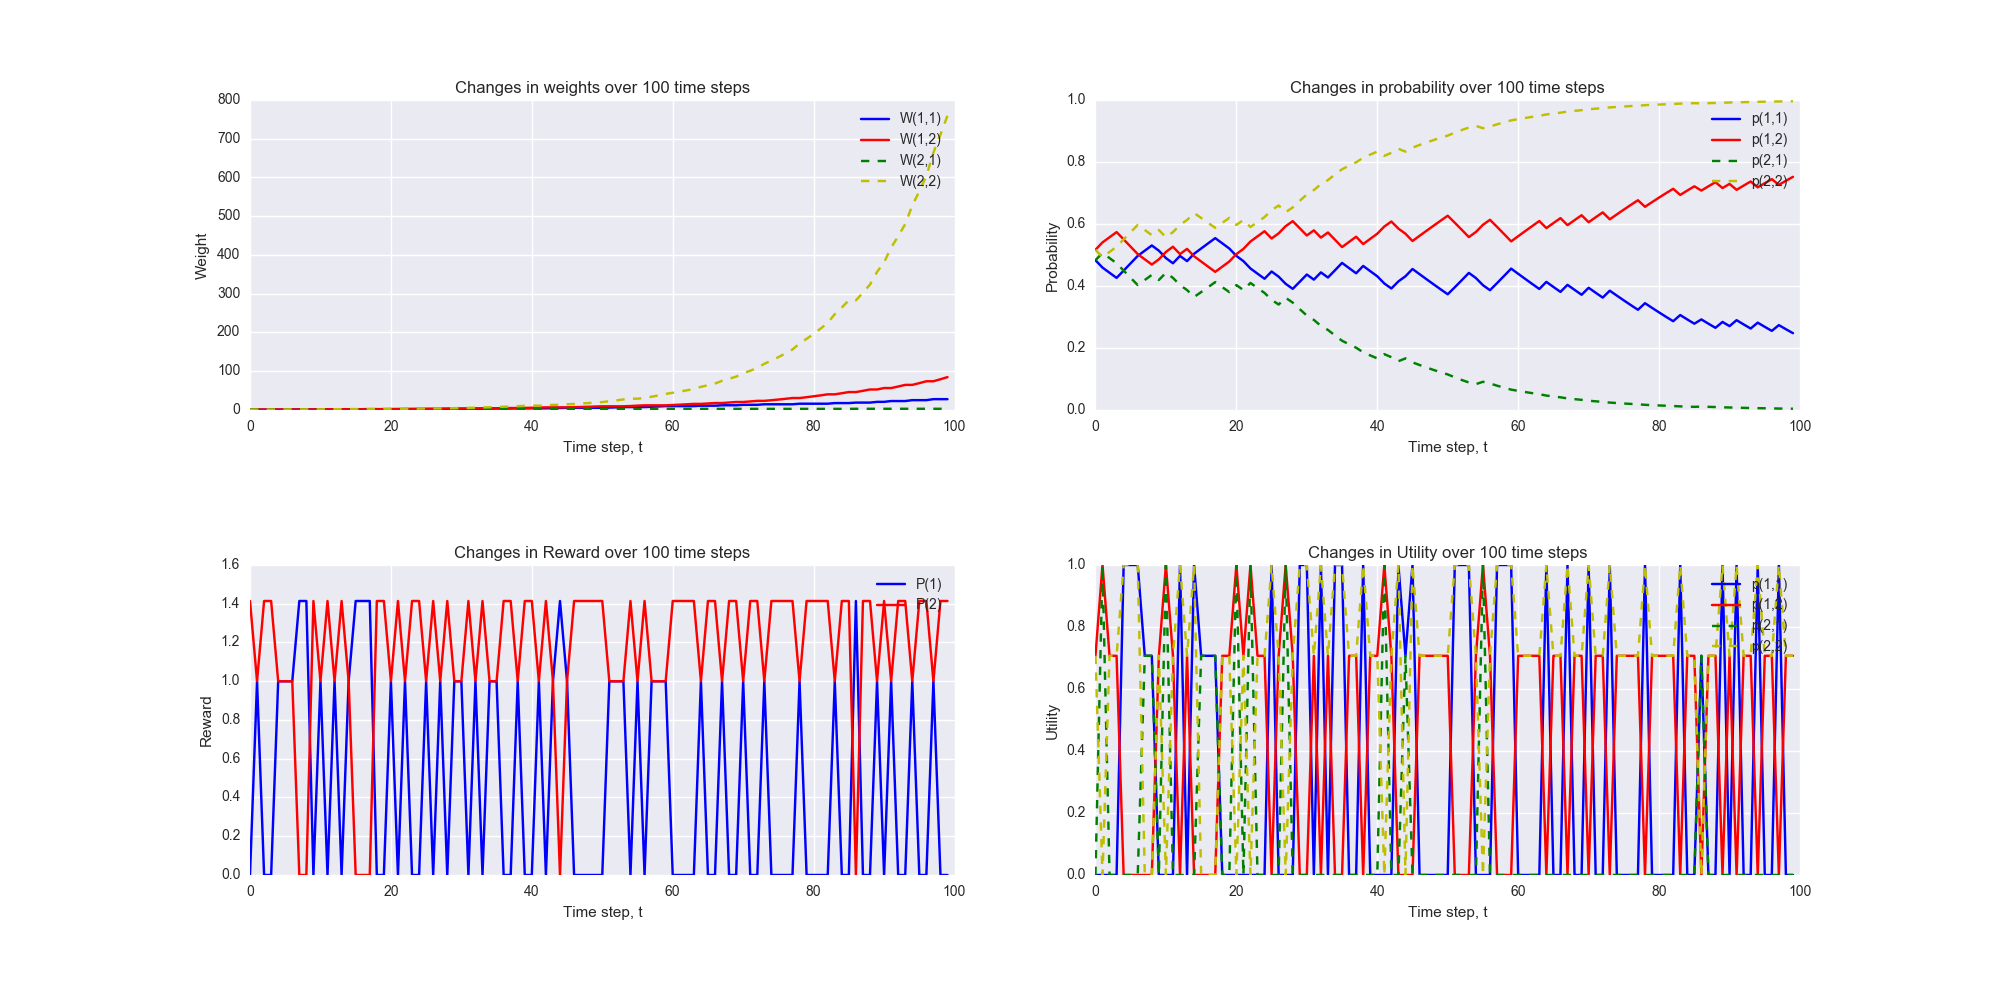 Changes in weights over 100 time steps
800
700
600
500
400
300
200
100
0
Weight
W(1,1)
W(1,2)
W(2,1)
W(2,2)
0 20 40 60 80 100
Time step, t
Changes in probability over 100 time steps
1.0
0.8
0.6
0.4
0.2
0.0
Probability
p(1,1)
p(1,2)
p(2,1)
p(2,2)
0 20 40 60 80 100
Time step, t
Changes in Reward over 100 time steps
1.6
1.4
1.2
1.0
0.8
0.6
0.4
0.2
0.0
Reward
P(1)
P(2)
0 20 40 60 80 100
Time step, t
Changes in Utility over 100 time steps
1.0
0.8
0.6
0.4
0.2
0.0
Utility
p(1,1)
p(1,2)
p(2,1)
p(2,2)
0 20 40 60 80 100
Time step, t